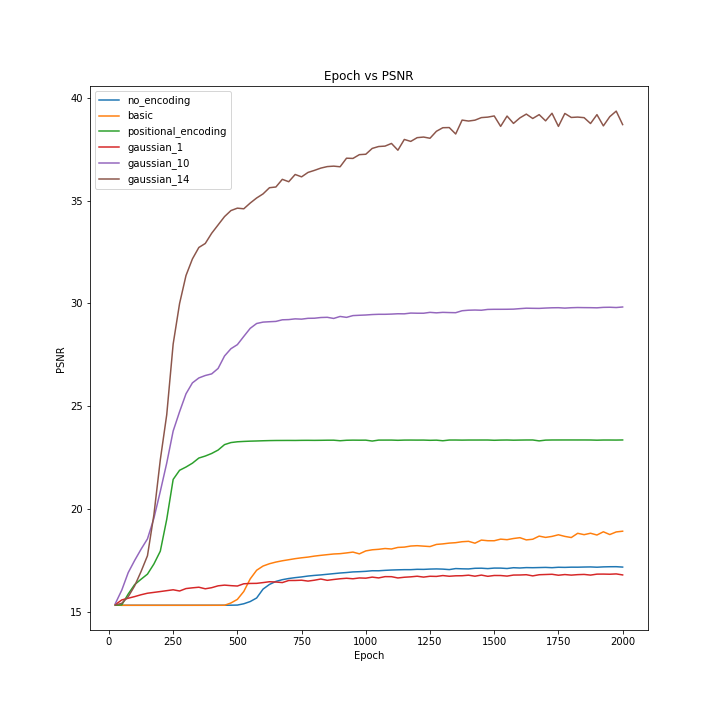 Epoch vs PSNR
no_encoding
basic
positional_encoding
gaussian_1
gaussian_10
gaussian_14
40
35
30
25
20
15
PSNR
0 250 500 750 1000 1250 1500 1750 2000
Epoch